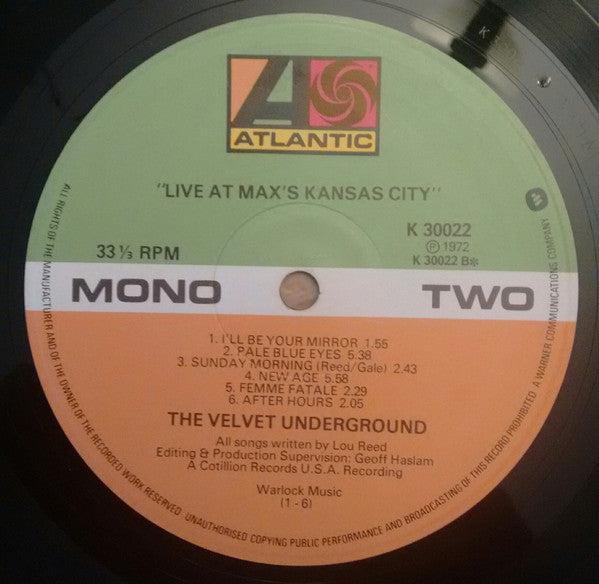 K
ATLANTIC
"LIVE AT MAX'S KANSAS CITY"
33⅓ RPM
K 30022
℗ 1972
K 30022 B*
MONO
TWO
1. I'LL BE YOUR MIRROR 1.55
2. PALE BLUE EYES 5.38
3. SUNDAY MORNING (Reed/Gale) 2.43
4. NEW AGE 5.58
5. FEMME FATALE 2.29
6. AFTER HOURS 2.05
THE VELVET UNDERGROUND
All songs written by Lou Reed
Editing & Production Supervision: Geoff Haslam
A Cotillion Records U.S.A. Recording
Warlock Music
(1 - 6)
ALL RIGHTS OF THE MANUFACTURER AND OF THE OWNER OF THE RECORDED WORK RESERVED · UNAUTHORISED COPYING PUBLIC PERFORMANCE AND BROADCASTING OF THIS RECORD PROHIBITED · A WARNER COMMUNICATIONS COMPANY